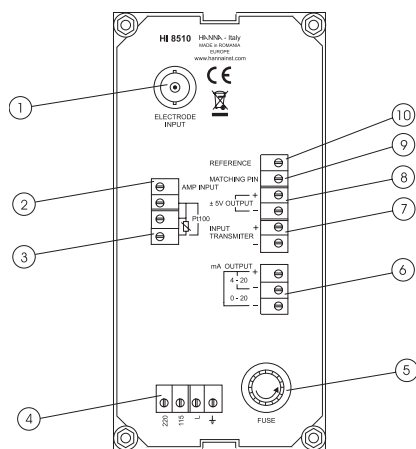 HI 8510 HANNA - Italy
MADE in ROMANIA
EUROPE
www.hannainst.com
CE
ELECTRODE
INPUT
1
2
3
4
AMP INPUT
Pt100
REFERENCE
MATCHING PIN
+
± 5V OUTPUT
-
INPUT +
TRANSMITER -
mA OUTPUT +
4 - 20
-
0 - 20
-
10
9
8
7
6
5
220 115 L
FUSE